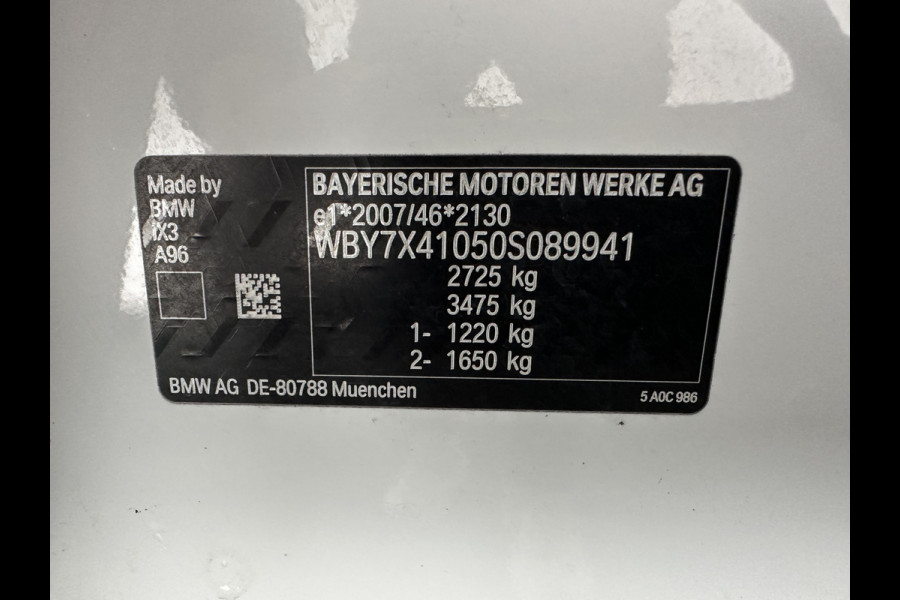 Made by
BMW
iX3
A96
BAYERISCHE MOTOREN WERKE AG
e1*2007/46*2130
WBY7X41050S089941
2725 kg
3475 kg
1- 1220 kg
2- 1650 kg
BMW AG DE-80788 Muenchen
5 A0C 986